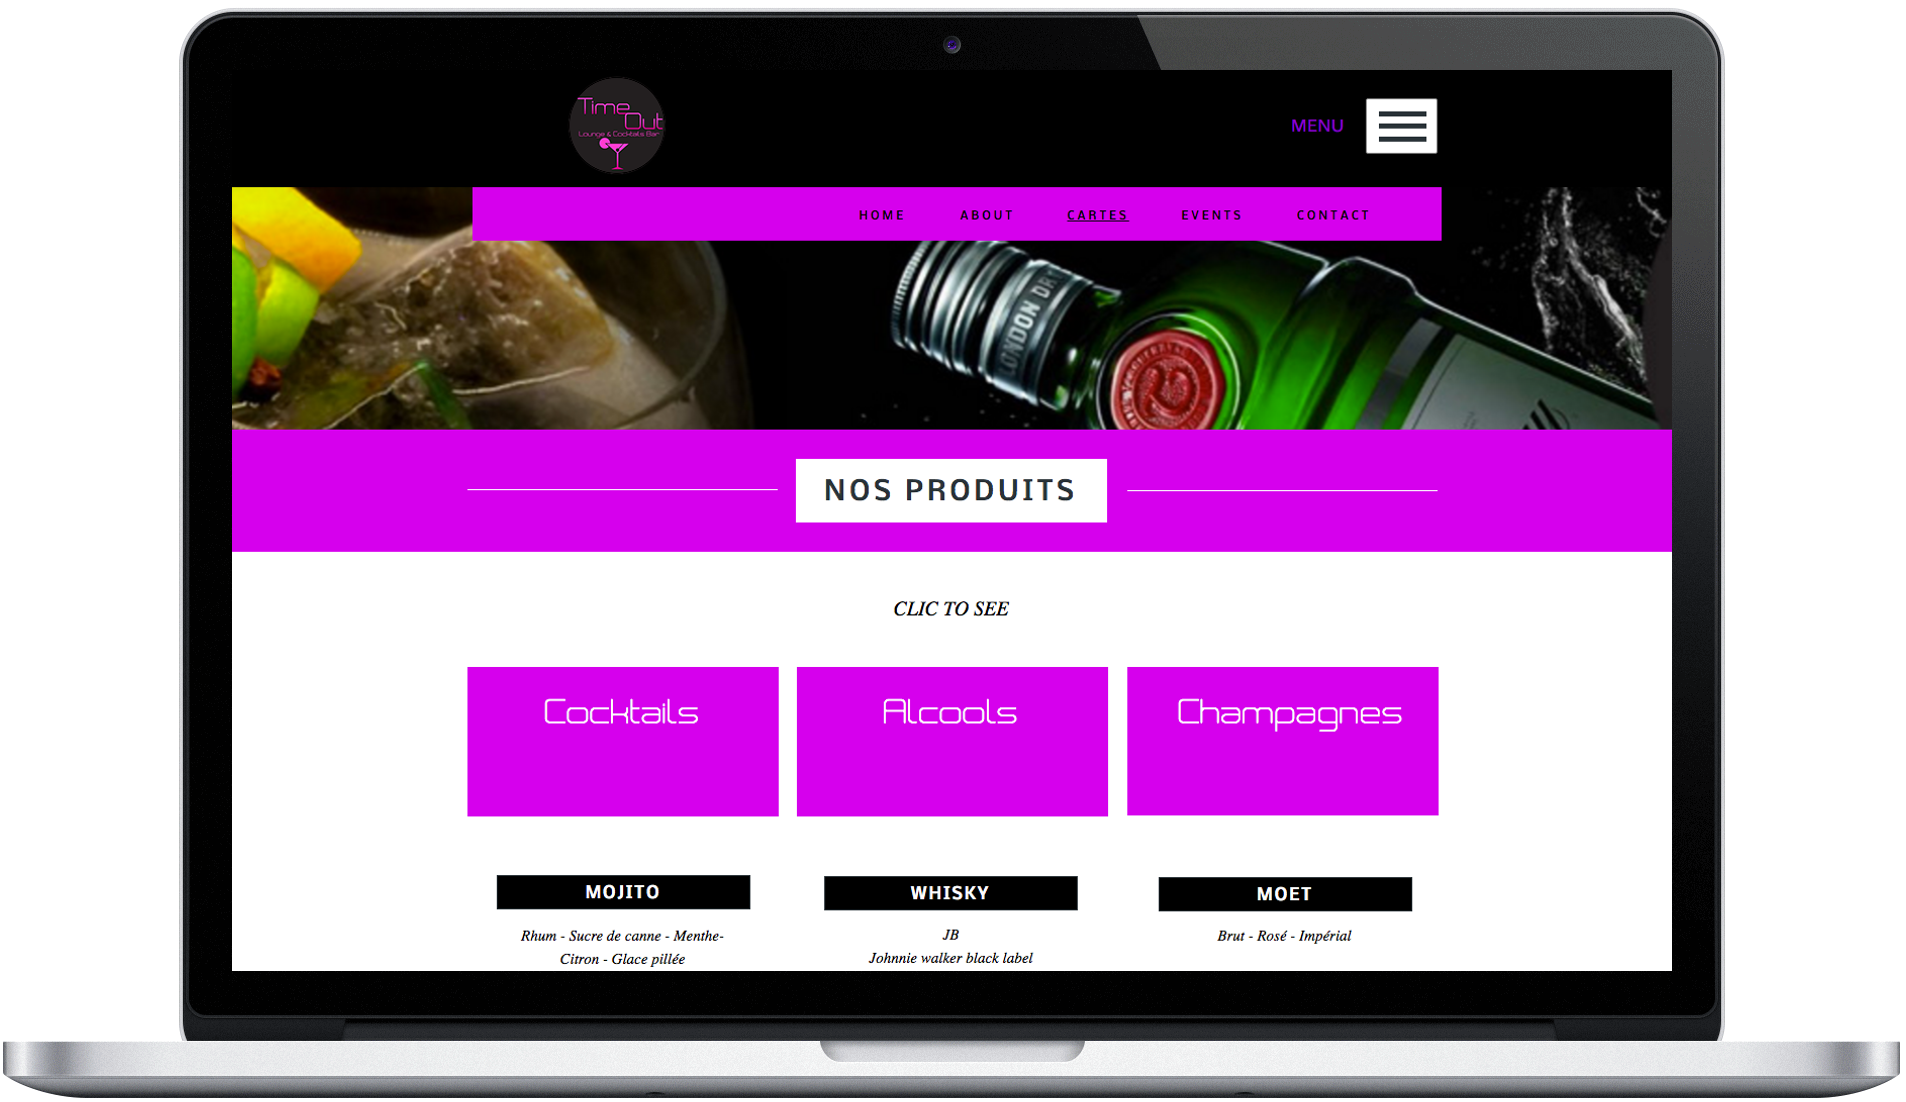 Time
Out
Lounge & Cocktails Bar
MENU
HOME ABOUT CARTES EVENTS CONTACT
LONDON DR
NOS PRODUITS
CLIC TO SEE
Cocktails
Alcools
Champagnes
MOJITO
Rhum - Sucre de canne - Menthe-
Citron - Glace pillée
WHISKY
JB
Johnnie walker black label
MOET
Brut - Rosé - Impérial